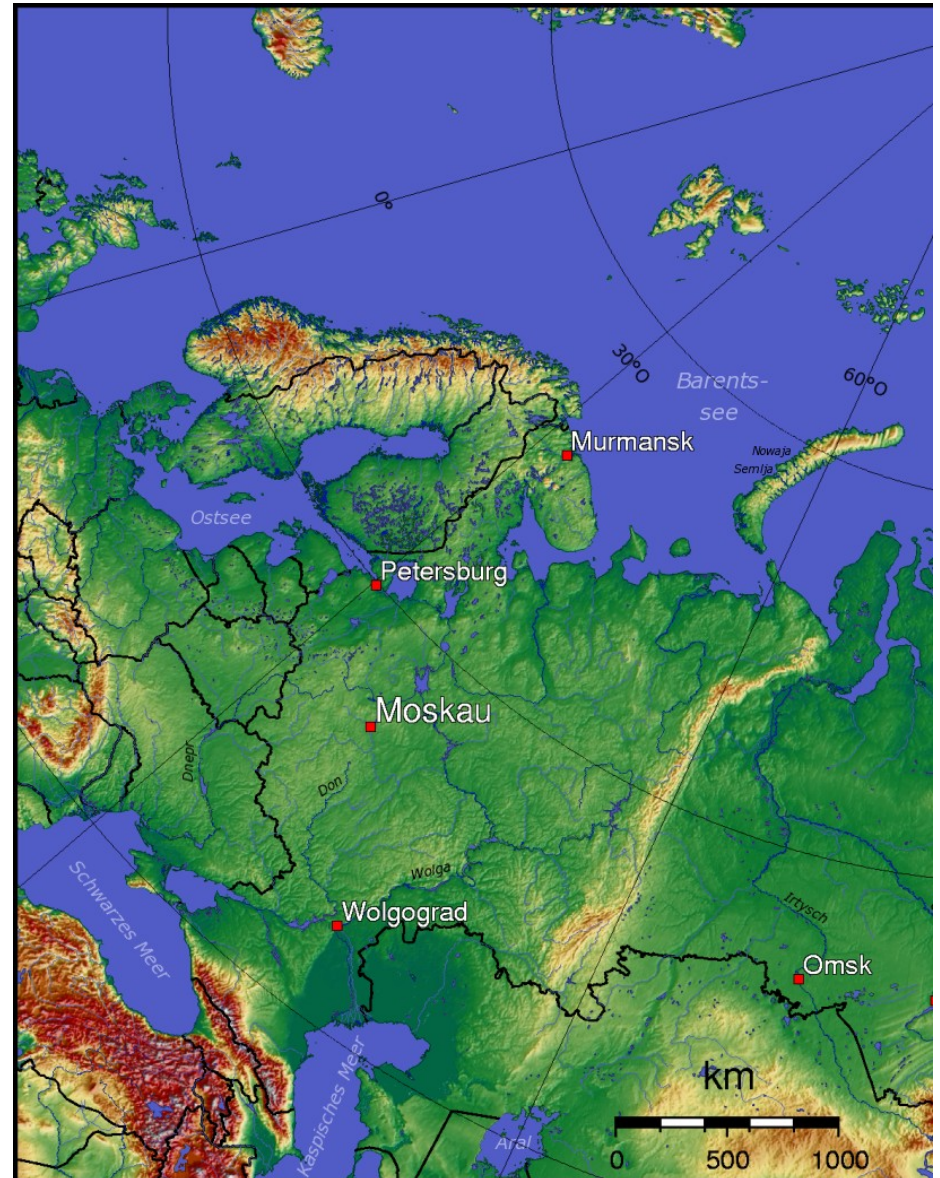 0°
30°O
60°O
Barents-
see
Nowaja
Semlja
Murmansk
Ostsee
Petersburg
Moskau
Dnepr
Don
Wolga
Schwarzes Meer
Wolgograd
Irtysch
Omsk
Kaspisches Meer
Aral
km
0 500 1000